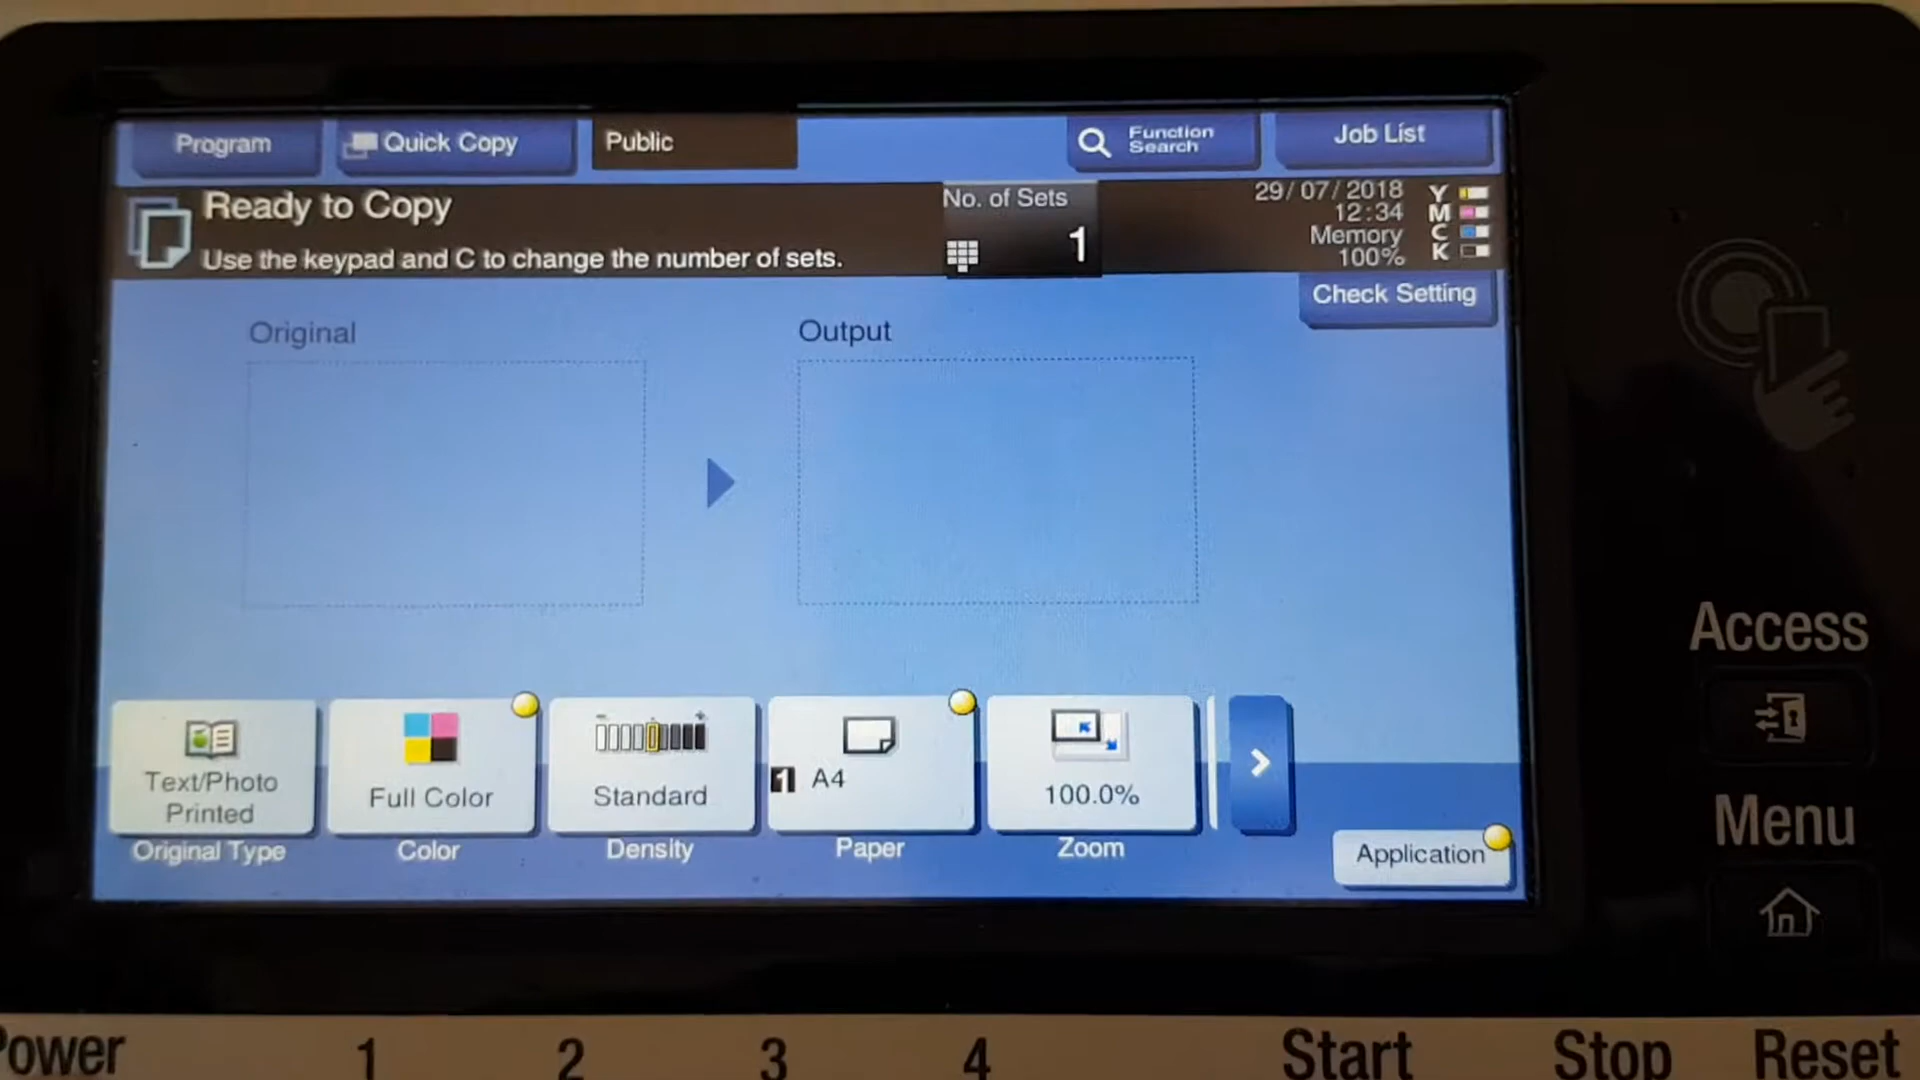 Program
Quick Copy
Public
Function
Search
Job List
Ready to Copy
Use the keypad and C to change the number of sets.
No. of Sets
1
29/07/2018
12:34
Memory
100%
Y
M
C
K
Check Setting
Original
Output
Text/Photo
Printed
Original Type
Full Color
Color
Standard
Density
1 A4
Paper
100.0%
Zoom
Application
Access
Menu
Power
1
2
3
4
Start
Stop
Reset